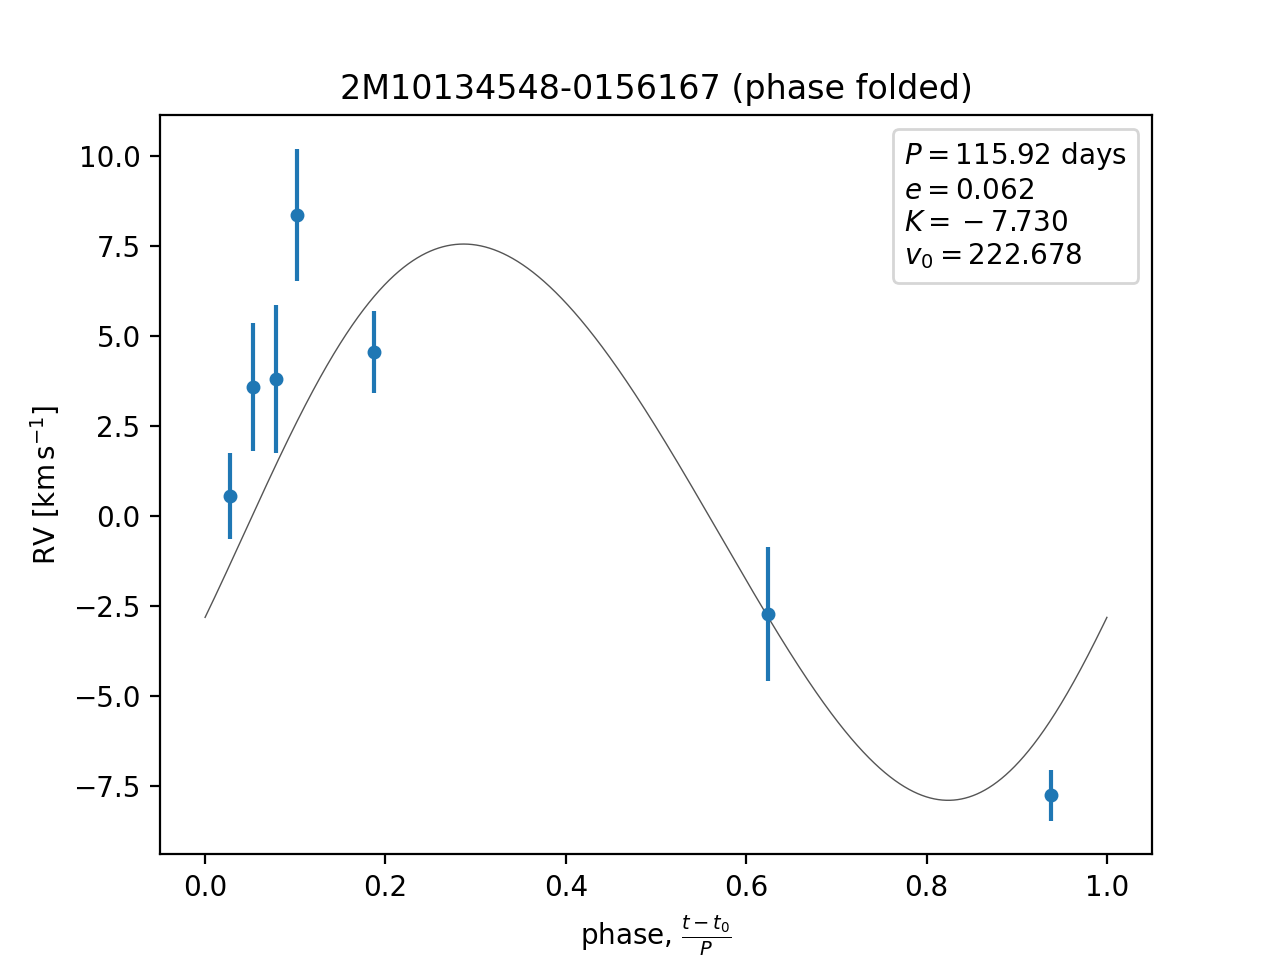 2M10134548-0156167 (phase folded)
P = 115.92 days
e = 0.062
K = −7.730
v₀ = 222.678
RV [km s⁻¹]
10.0
7.5
5.0
2.5
0.0
−2.5
−5.0
−7.5
0.0 0.2 0.4 0.6 0.8 1.0
phase, (t − t₀)/P